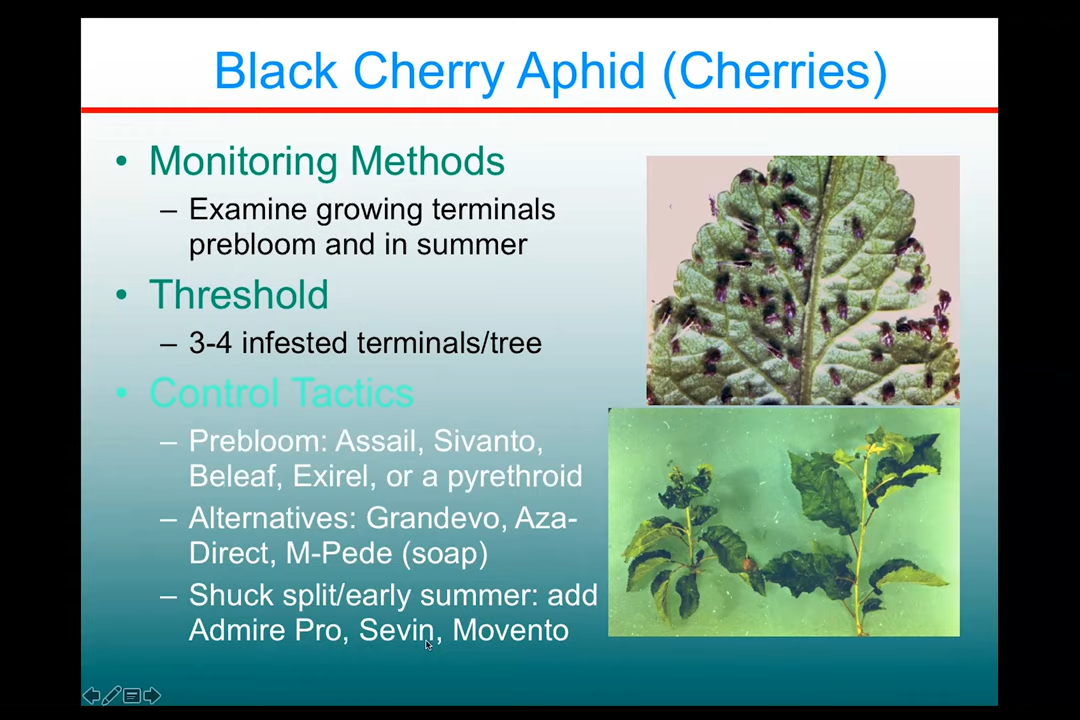 Black Cherry Aphid (Cherries)
• Monitoring Methods
– Examine growing terminals
prebloom and in summer
• Threshold
– 3-4 infested terminals/tree
• Control Tactics
– Prebloom: Assail, Sivanto,
Beleaf, Exirel, or a pyrethroid
– Alternatives: Grandevo, Aza-
Direct, M-Pede (soap)
– Shuck split/early summer: add
Admire Pro, Sevin, Movento